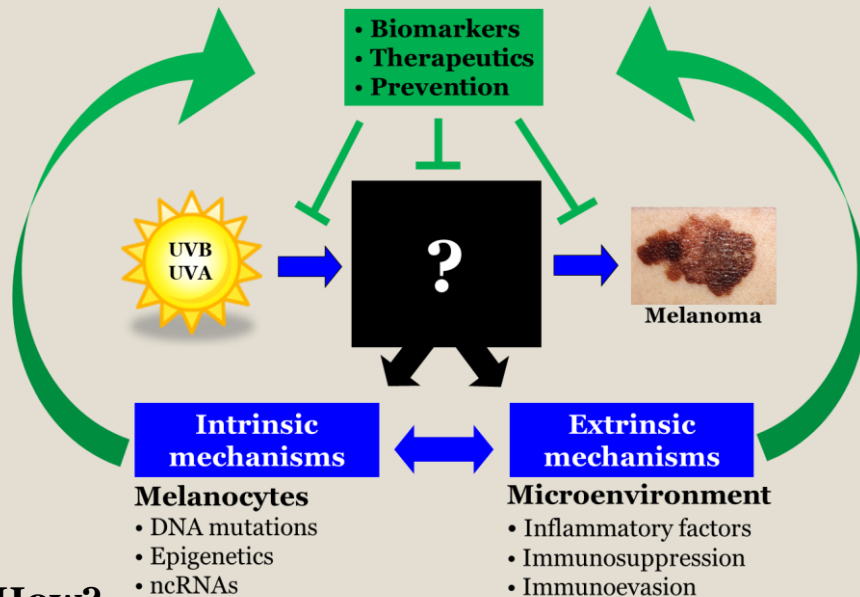 • Biomarkers
• Therapeutics
• Prevention
UVB
UVA
?
Melanoma
Intrinsic
mechanisms
Extrinsic
mechanisms
Melanocytes
• DNA mutations
• Epigenetics
• ncRNAs
Microenvironment
• Inflammatory factors
• Immunosuppression
• Immunoevasion
How?